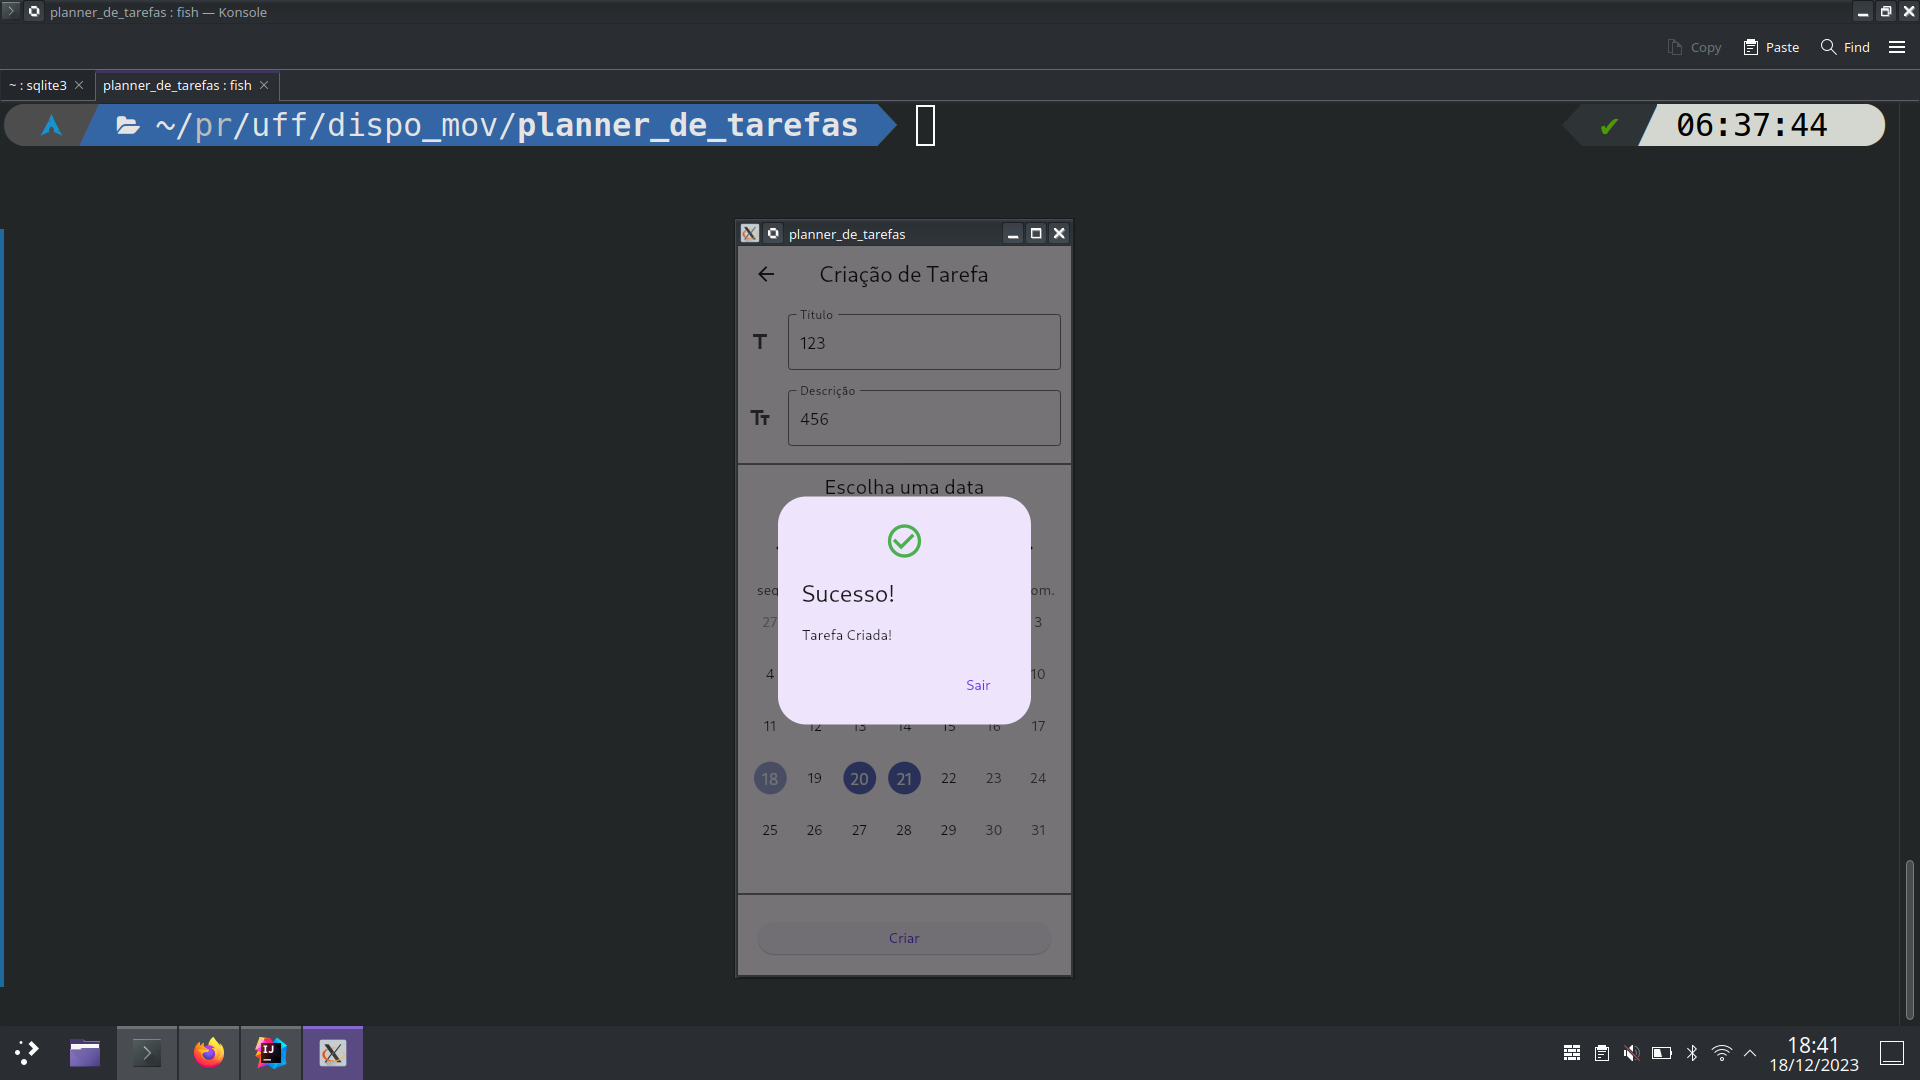 planner_de_tarefas : fish — Konsole
Copy Paste Find
~ : sqlite3 planner_de_tarefas : fish
~/pr/uff/dispo_mov/planner_de_tarefas 06:37:44
planner_de_tarefas
Criação de Tarefa
Título
123
Descrição
456
Escolha uma data
Sucesso!
Tarefa Criada!
Sair
seg om.
27 3
4 10
11 12 13 14 15 16 17
18 19 20 21 22 23 24
25 26 27 28 29 30 31
Criar
18:41
18/12/2023